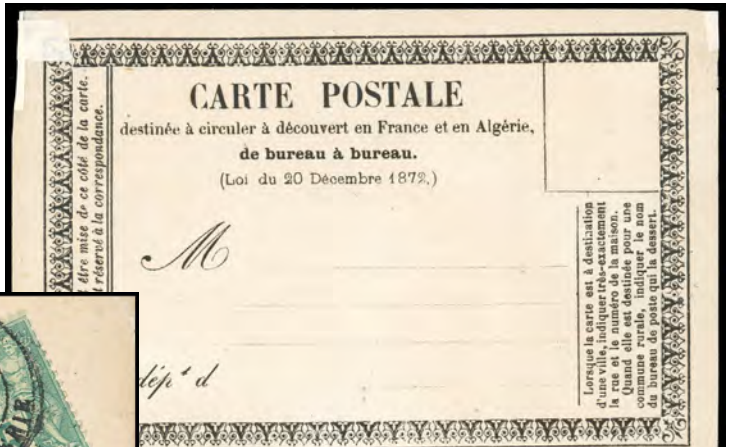 CARTE POSTALE
destinée à circuler à découvert en France et en Algérie,
de bureau à bureau.
(Loi du 20 Décembre 1872.)
M
dépt d
être mise de ce côté de la carte.
réservé à la correspondance.
Lorsque la carte est à destination
d'une ville, indiquer très-exactement
la rue et le numéro de la maison.
Quand elle est destinée pour une
commune rurale, indiquer le nom
du bureau de poste qui la dessert.